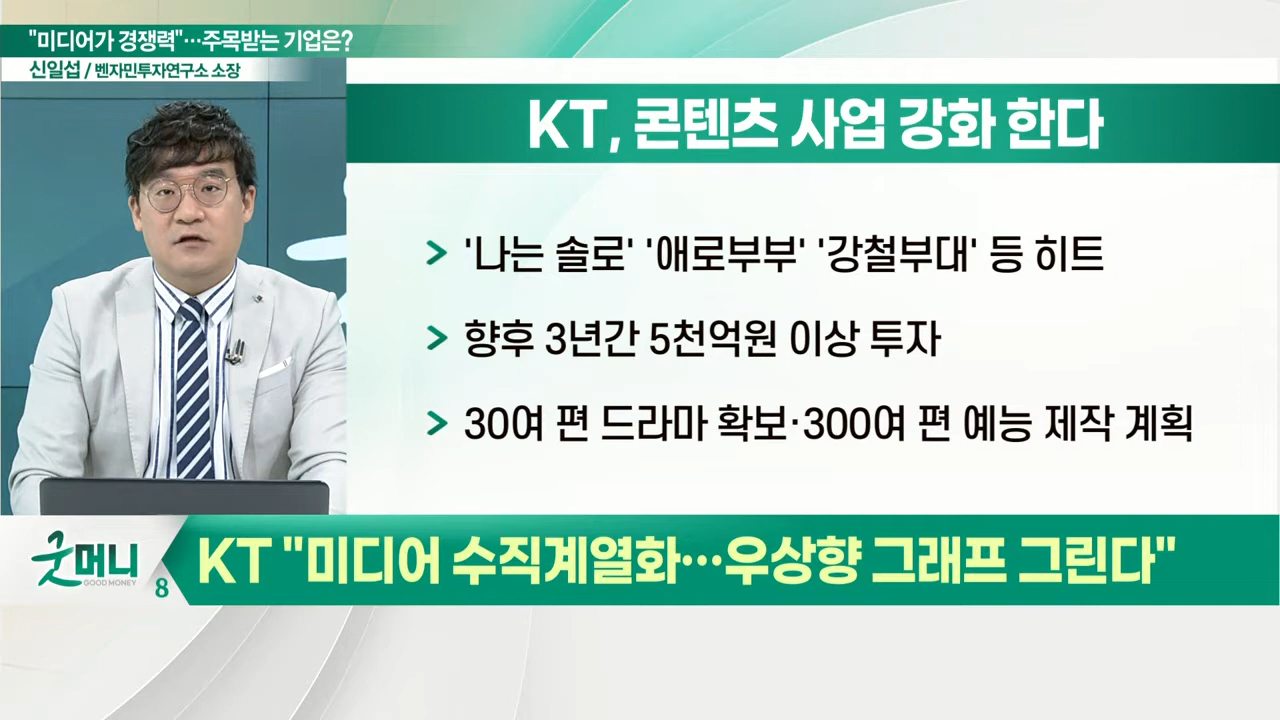 "미디어가 경쟁력"…주목받는 기업은?
신일섭 / 벤자민투자연구소 소장
KT, 콘텐츠 사업 강화 한다
> '나는 솔로' '애로부부' '강철부대' 등 히트
> 향후 3년간 5천억원 이상 투자
> 30여 편 드라마 확보·300여 편 예능 제작 계획
굿머니
GOOD MONEY
8
KT "미디어 수직계열화…우상향 그래프 그린다"